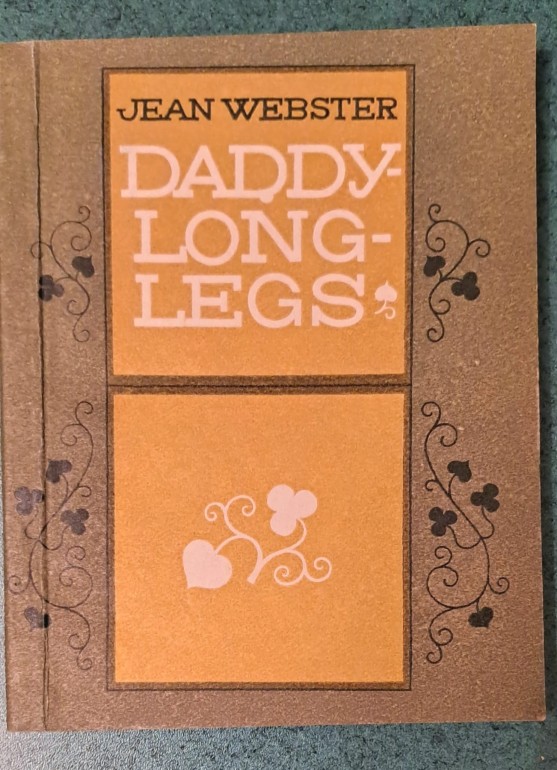 JEAN WEBSTER
DADDY-
LONG-
LEGS